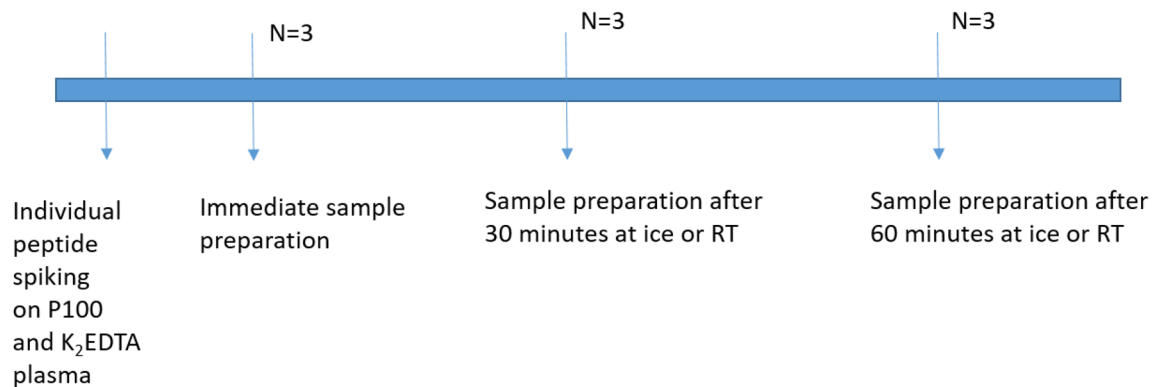 N=3
N=3
N=3
Individual
peptide
spiking
on P100
and K₂EDTA
plasma
Immediate sample
preparation
Sample preparation after
30 minutes at ice or RT
Sample preparation after
60 minutes at ice or RT